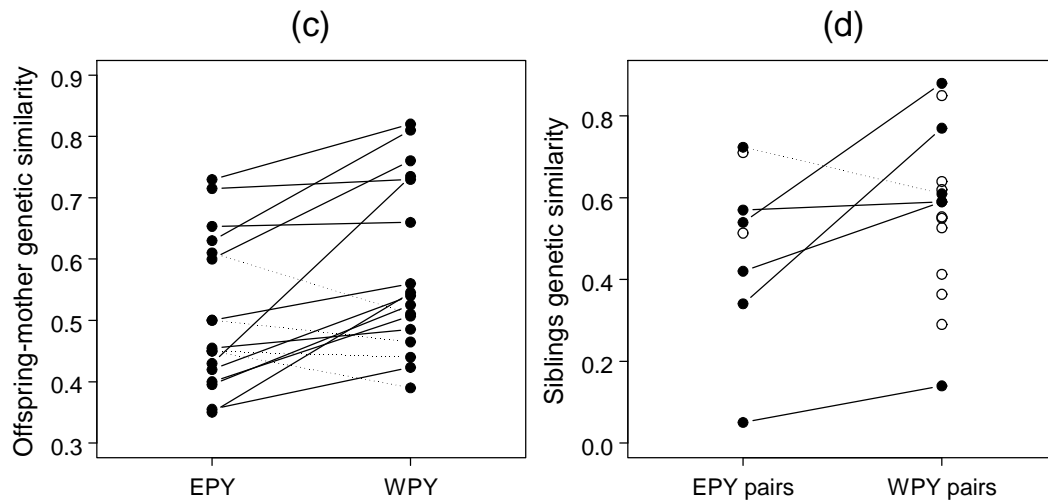 (c)
Offspring-mother genetic similarity
0.9
0.8
0.7
0.6
0.5
0.4
0.3
EPY
WPY
(d)
Siblings genetic similarity
0.8
0.6
0.4
0.2
0.0
EPY pairs
WPY pairs